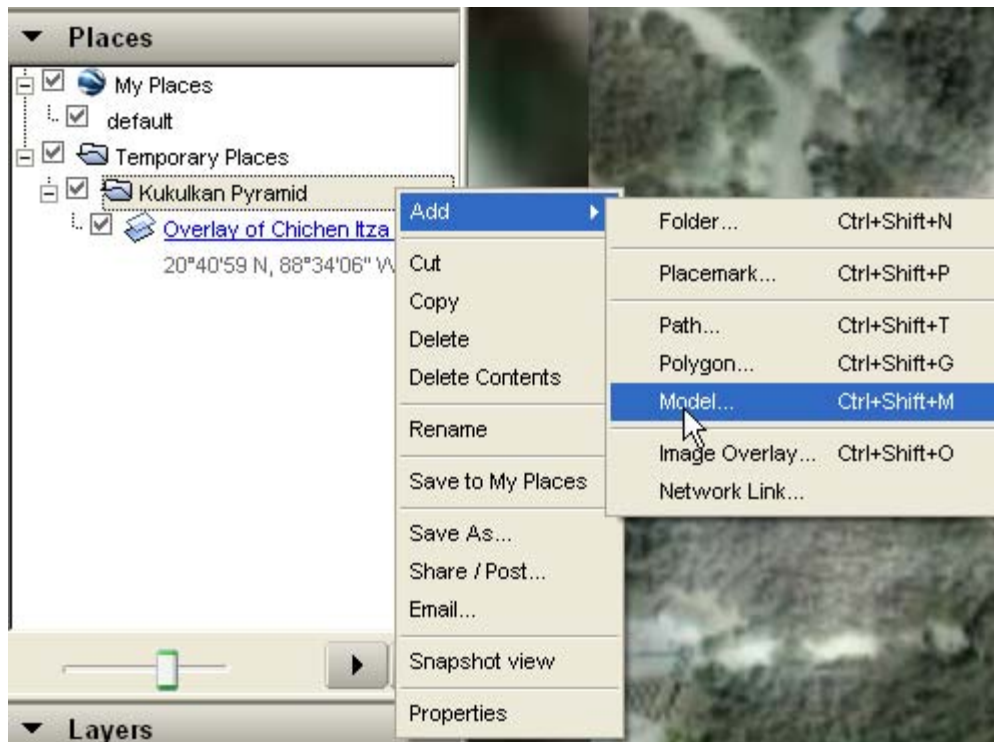 Places
My Places
default
Temporary Places
Kukulkan Pyramid
Overlay of Chichen Itza
20°40'59 N, 88°34'06" W
Layers
Add
Cut
Copy
Delete
Delete Contents
Rename
Save to My Places
Save As...
Share / Post...
Email...
Snapshot view
Properties
Folder... Ctrl+Shift+N
Placemark... Ctrl+Shift+P
Path... Ctrl+Shift+T
Polygon... Ctrl+Shift+G
Model... Ctrl+Shift+M
Image Overlay... Ctrl+Shift+O
Network Link...